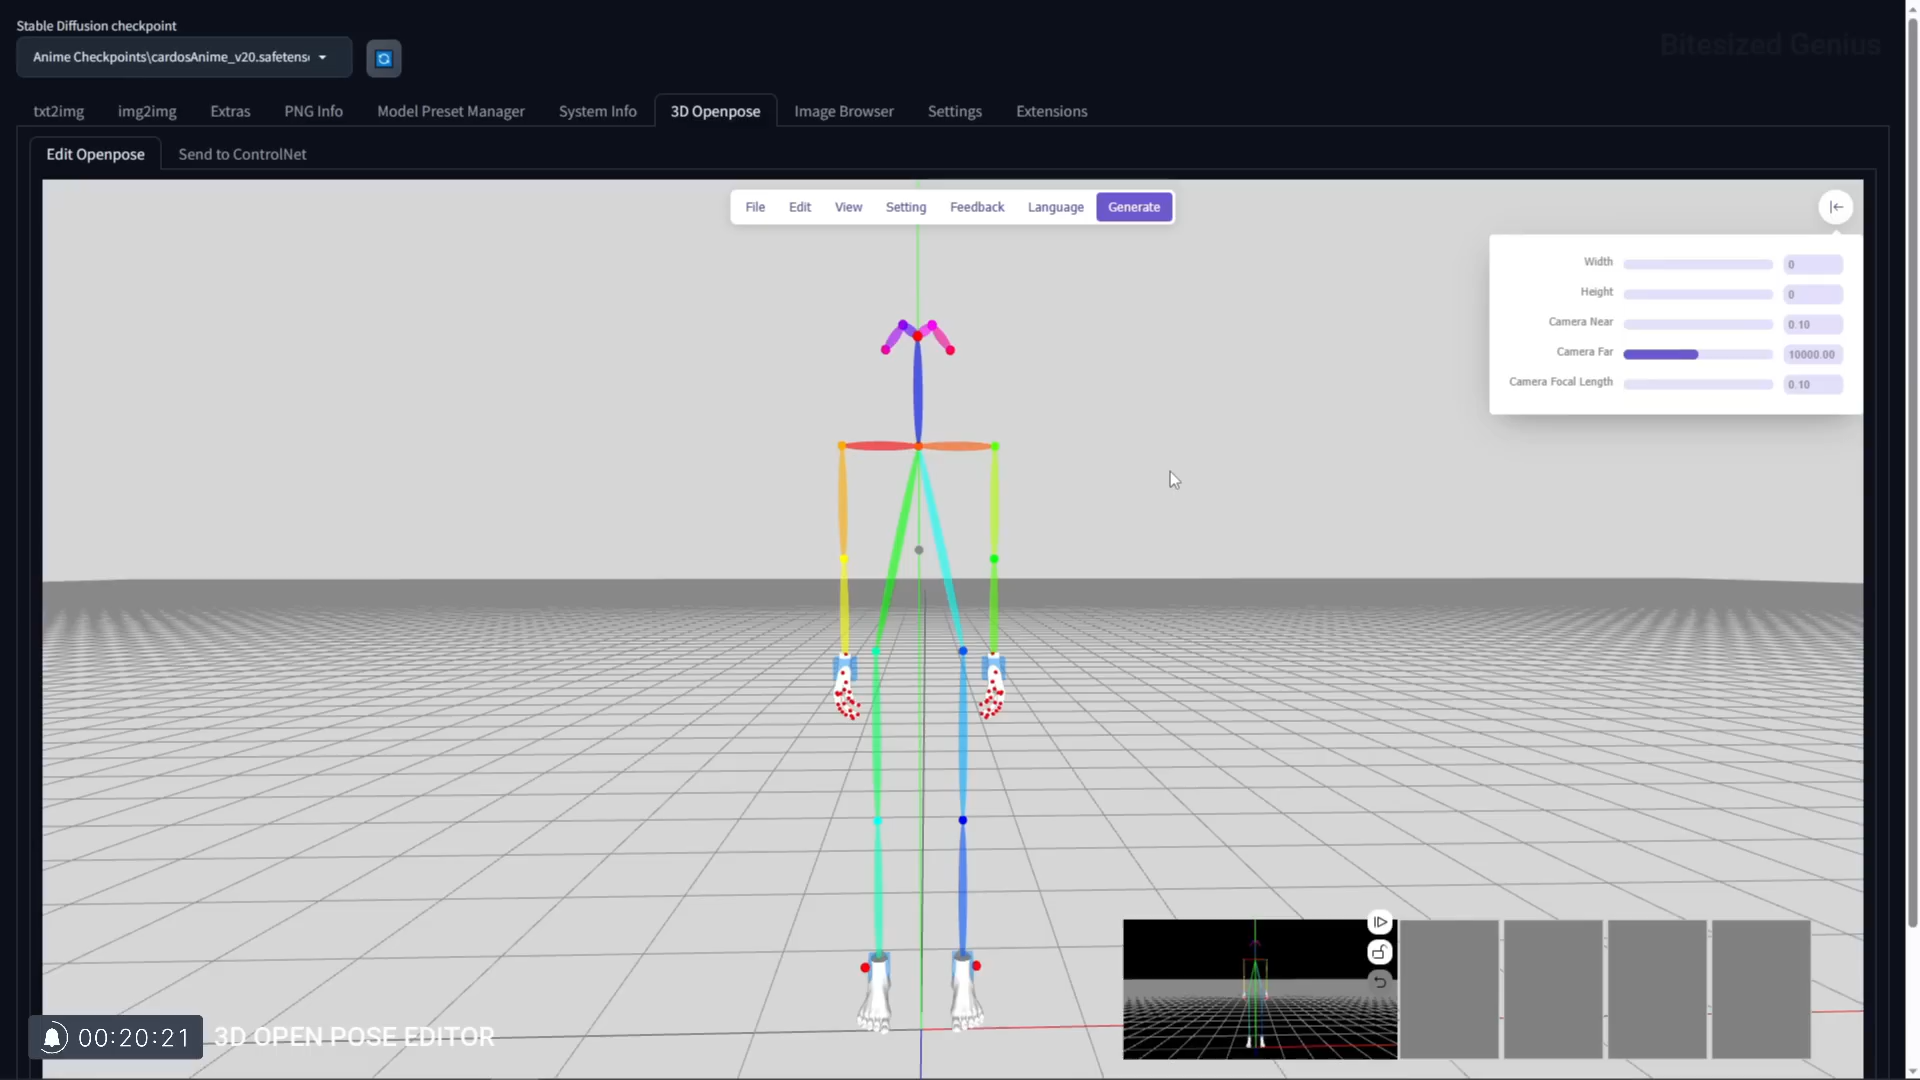 Stable Diffusion checkpoint
Anime Checkpoints\cardosAnime_v20.safetens
Bitesized Genius
txt2img img2img Extras PNG Info Model Preset Manager System Info 3D Openpose Image Browser Settings Extensions
Edit Openpose Send to ControlNet
File Edit View Setting Feedback Language Generate
Width 0
Height 0
Camera Near 0.10
Camera Far 10000.00
Camera Focal Length 0.10
00:20:21 3D OPEN POSE EDITOR